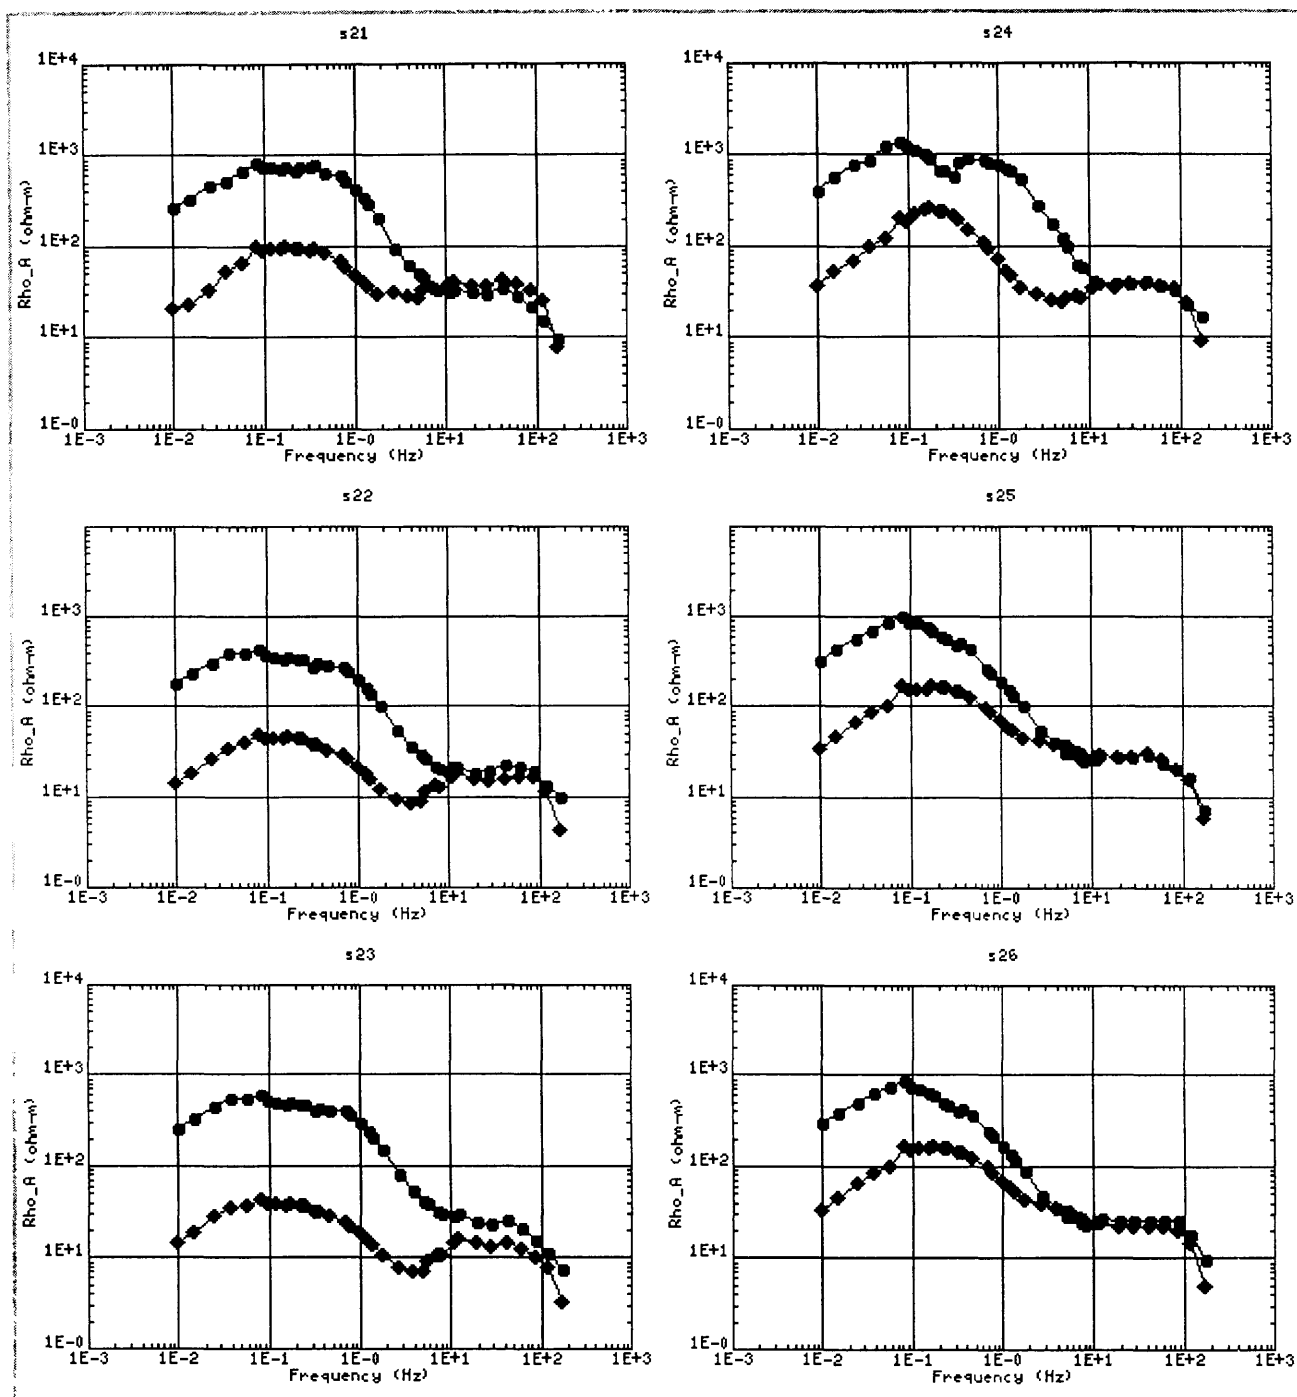 s21
1E+4
1E+3
1E+2
1E+1
1E-0
Rho_A (ohm-m)
1E-3 1E-2 1E-1 1E-0 1E+1 1E+2 1E+3
Frequency (Hz)
s24
1E+4
1E+3
1E+2
1E+1
1E-0
Rho_A (ohm-m)
1E-3 1E-2 1E-1 1E-0 1E+1 1E+2 1E+3
Frequency (Hz)
s22
1E+3
1E+2
1E+1
1E-0
Rho_A (ohm-m)
1E-3 1E-2 1E-1 1E-0 1E+1 1E+2 1E+3
Frequency (Hz)
s25
1E+3
1E+2
1E+1
1E-0
Rho_A (ohm-m)
1E-3 1E-2 1E-1 1E-0 1E+1 1E+2 1E+3
Frequency (Hz)
s23
1E+4
1E+3
1E+2
1E+1
1E-0
Rho_A (ohm-m)
1E-3 1E-2 1E-1 1E-0 1E+1 1E+2 1E+3
Frequency (Hz)
s26
1E+4
1E+3
1E+2
1E+1
1E-0
Rho_A (ohm-m)
1E-3 1E-2 1E-1 1E-0 1E+1 1E+2 1E+3
Frequency (Hz)